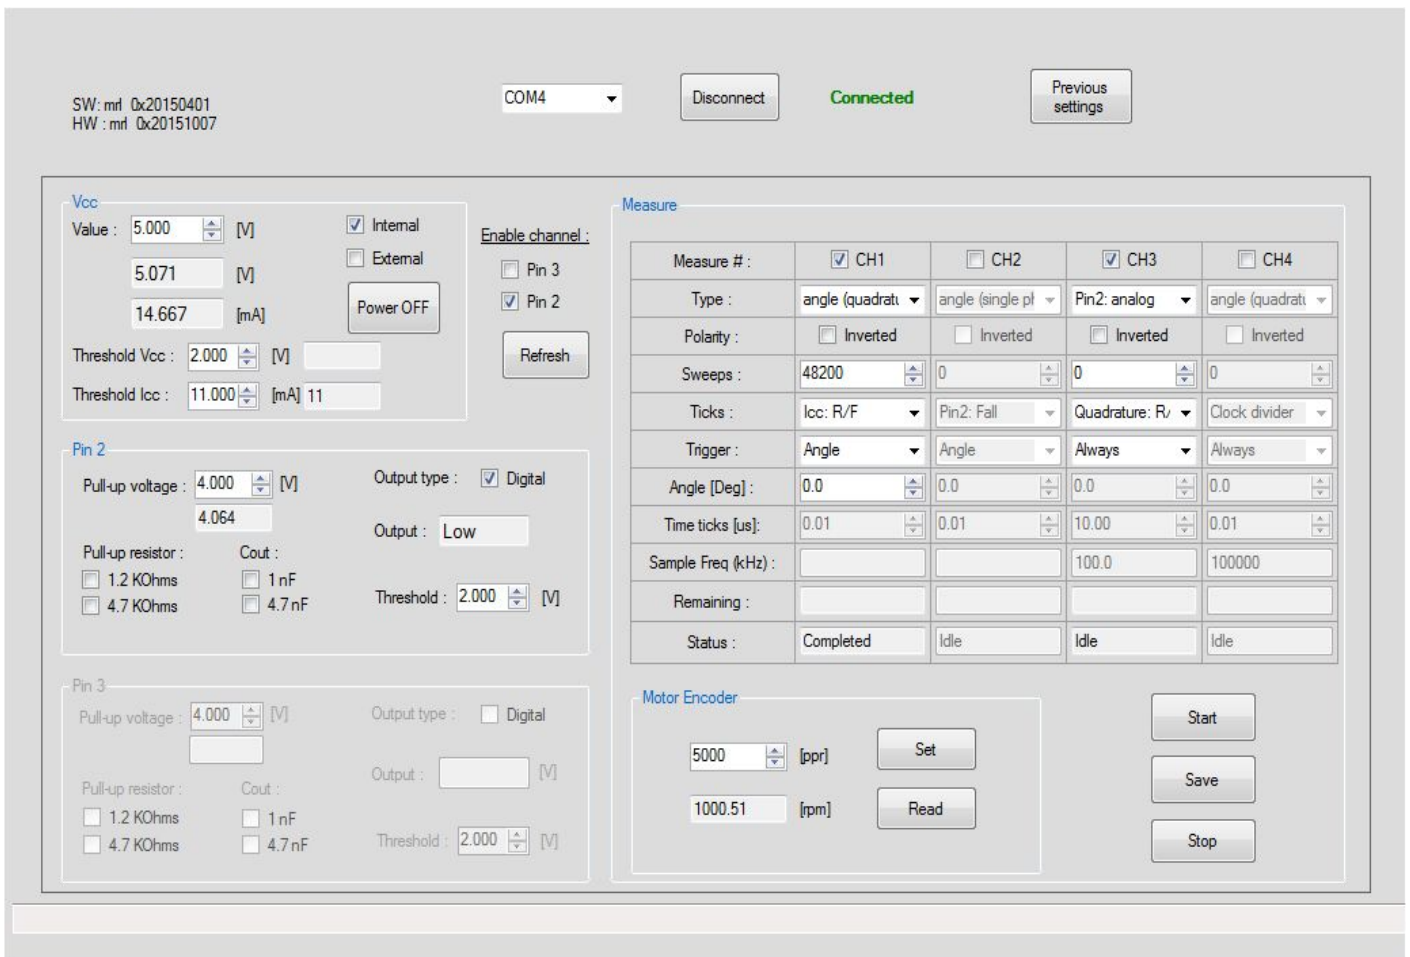 SW: mrl 0x20150401
HW : mrl 0x20151007
COM4
Disconnect
Connected
Previous settings
Vcc
Value : 5.000 [V]
Internal
5.071 [V]
External
14.667 [mA]
Power OFF
Threshold Vcc : 2.000 [V]
Threshold Icc : 11.000 [mA] 11
Enable channel :
Pin 3
Pin 2
Refresh
Pin 2
Pull-up voltage : 4.000 [V]
4.064
Output type : Digital
Output : Low
Pull-up resistor : Cout :
1.2 KOhms 1 nF
4.7 KOhms 4.7 nF
Threshold : 2.000 [V]
Pin 3
Pull-up voltage : 4.000 [V]
Output type : Digital
Output : [V]
Pull-up resistor : Cout :
1.2 KOhms 1 nF
4.7 KOhms 4.7 nF
Threshold : 2.000 [V]
Measure
Measure # : CH1 CH2 CH3 CH4
Type : angle (quadratu angle (single ph Pin2: analog angle (quadratu
Polarity : Inverted Inverted Inverted Inverted
Sweeps : 48200 0 0 0
Ticks : Icc: R/F Pin2: Fall Quadrature: R/ Clock divider
Trigger : Angle Angle Always Always
Angle [Deg] : 0.0 0.0 0.0 0.0
Time ticks [us]: 0.01 0.01 10.00 0.01
Sample Freq (kHz) : 100.0 100000
Remaining :
Status : Completed Idle Idle Idle
Motor Encoder
5000 [ppr] Set
1000.51 [rpm] Read
Start
Save
Stop